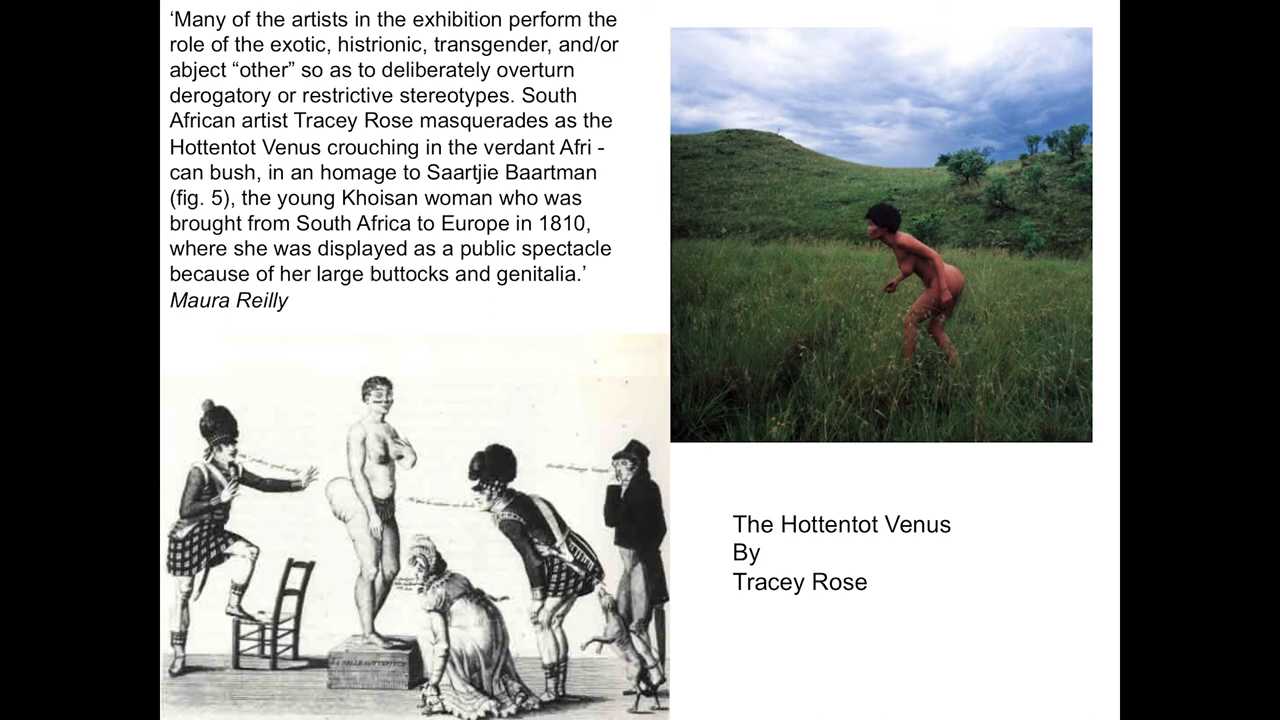 ‘Many of the artists in the exhibition perform the
role of the exotic, histrionic, transgender, and/or
abject “other” so as to deliberately overturn
derogatory or restrictive stereotypes. South
African artist Tracey Rose masquerades as the
Hottentot Venus crouching in the verdant Afri -
can bush, in an homage to Saartjie Baartman
(fig. 5), the young Khoisan woman who was
brought from South Africa to Europe in 1810,
where she was displayed as a public spectacle
because of her large buttocks and genitalia.’
Maura Reilly
The Hottentot Venus
By
Tracey Rose